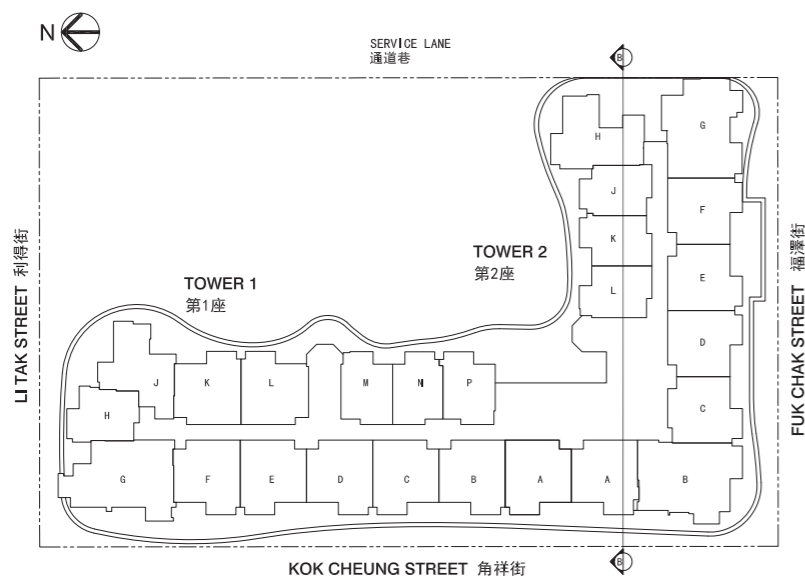 N
SERVICE LANE
通道巷
B
H
G
J
F
K
TOWER 2
第2座
E
L
TOWER 1
第1座
LI TAK STREET 利得街
FUK CHAK STREET 福澤街
D
J
K
L
M
N
P
C
H
G
F
E
D
C
B
A
A
B
B
KOK CHEUNG STREET 角祥街